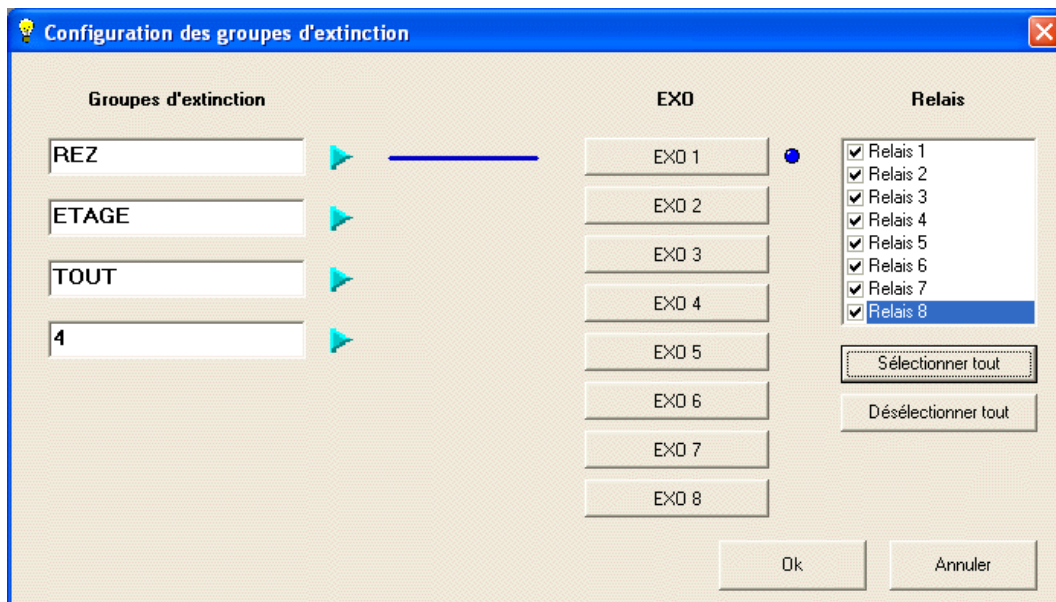 Configuration des groupes d'extinction
Groupes d'extinction
EXO
Relais
REZ
ETAGE
TOUT
4
EXO 1
EXO 2
EXO 3
EXO 4
EXO 5
EXO 6
EXO 7
EXO 8
Relais 1
Relais 2
Relais 3
Relais 4
Relais 5
Relais 6
Relais 7
Relais 8
Sélectionner tout
Désélectionner tout
Ok
Annuler